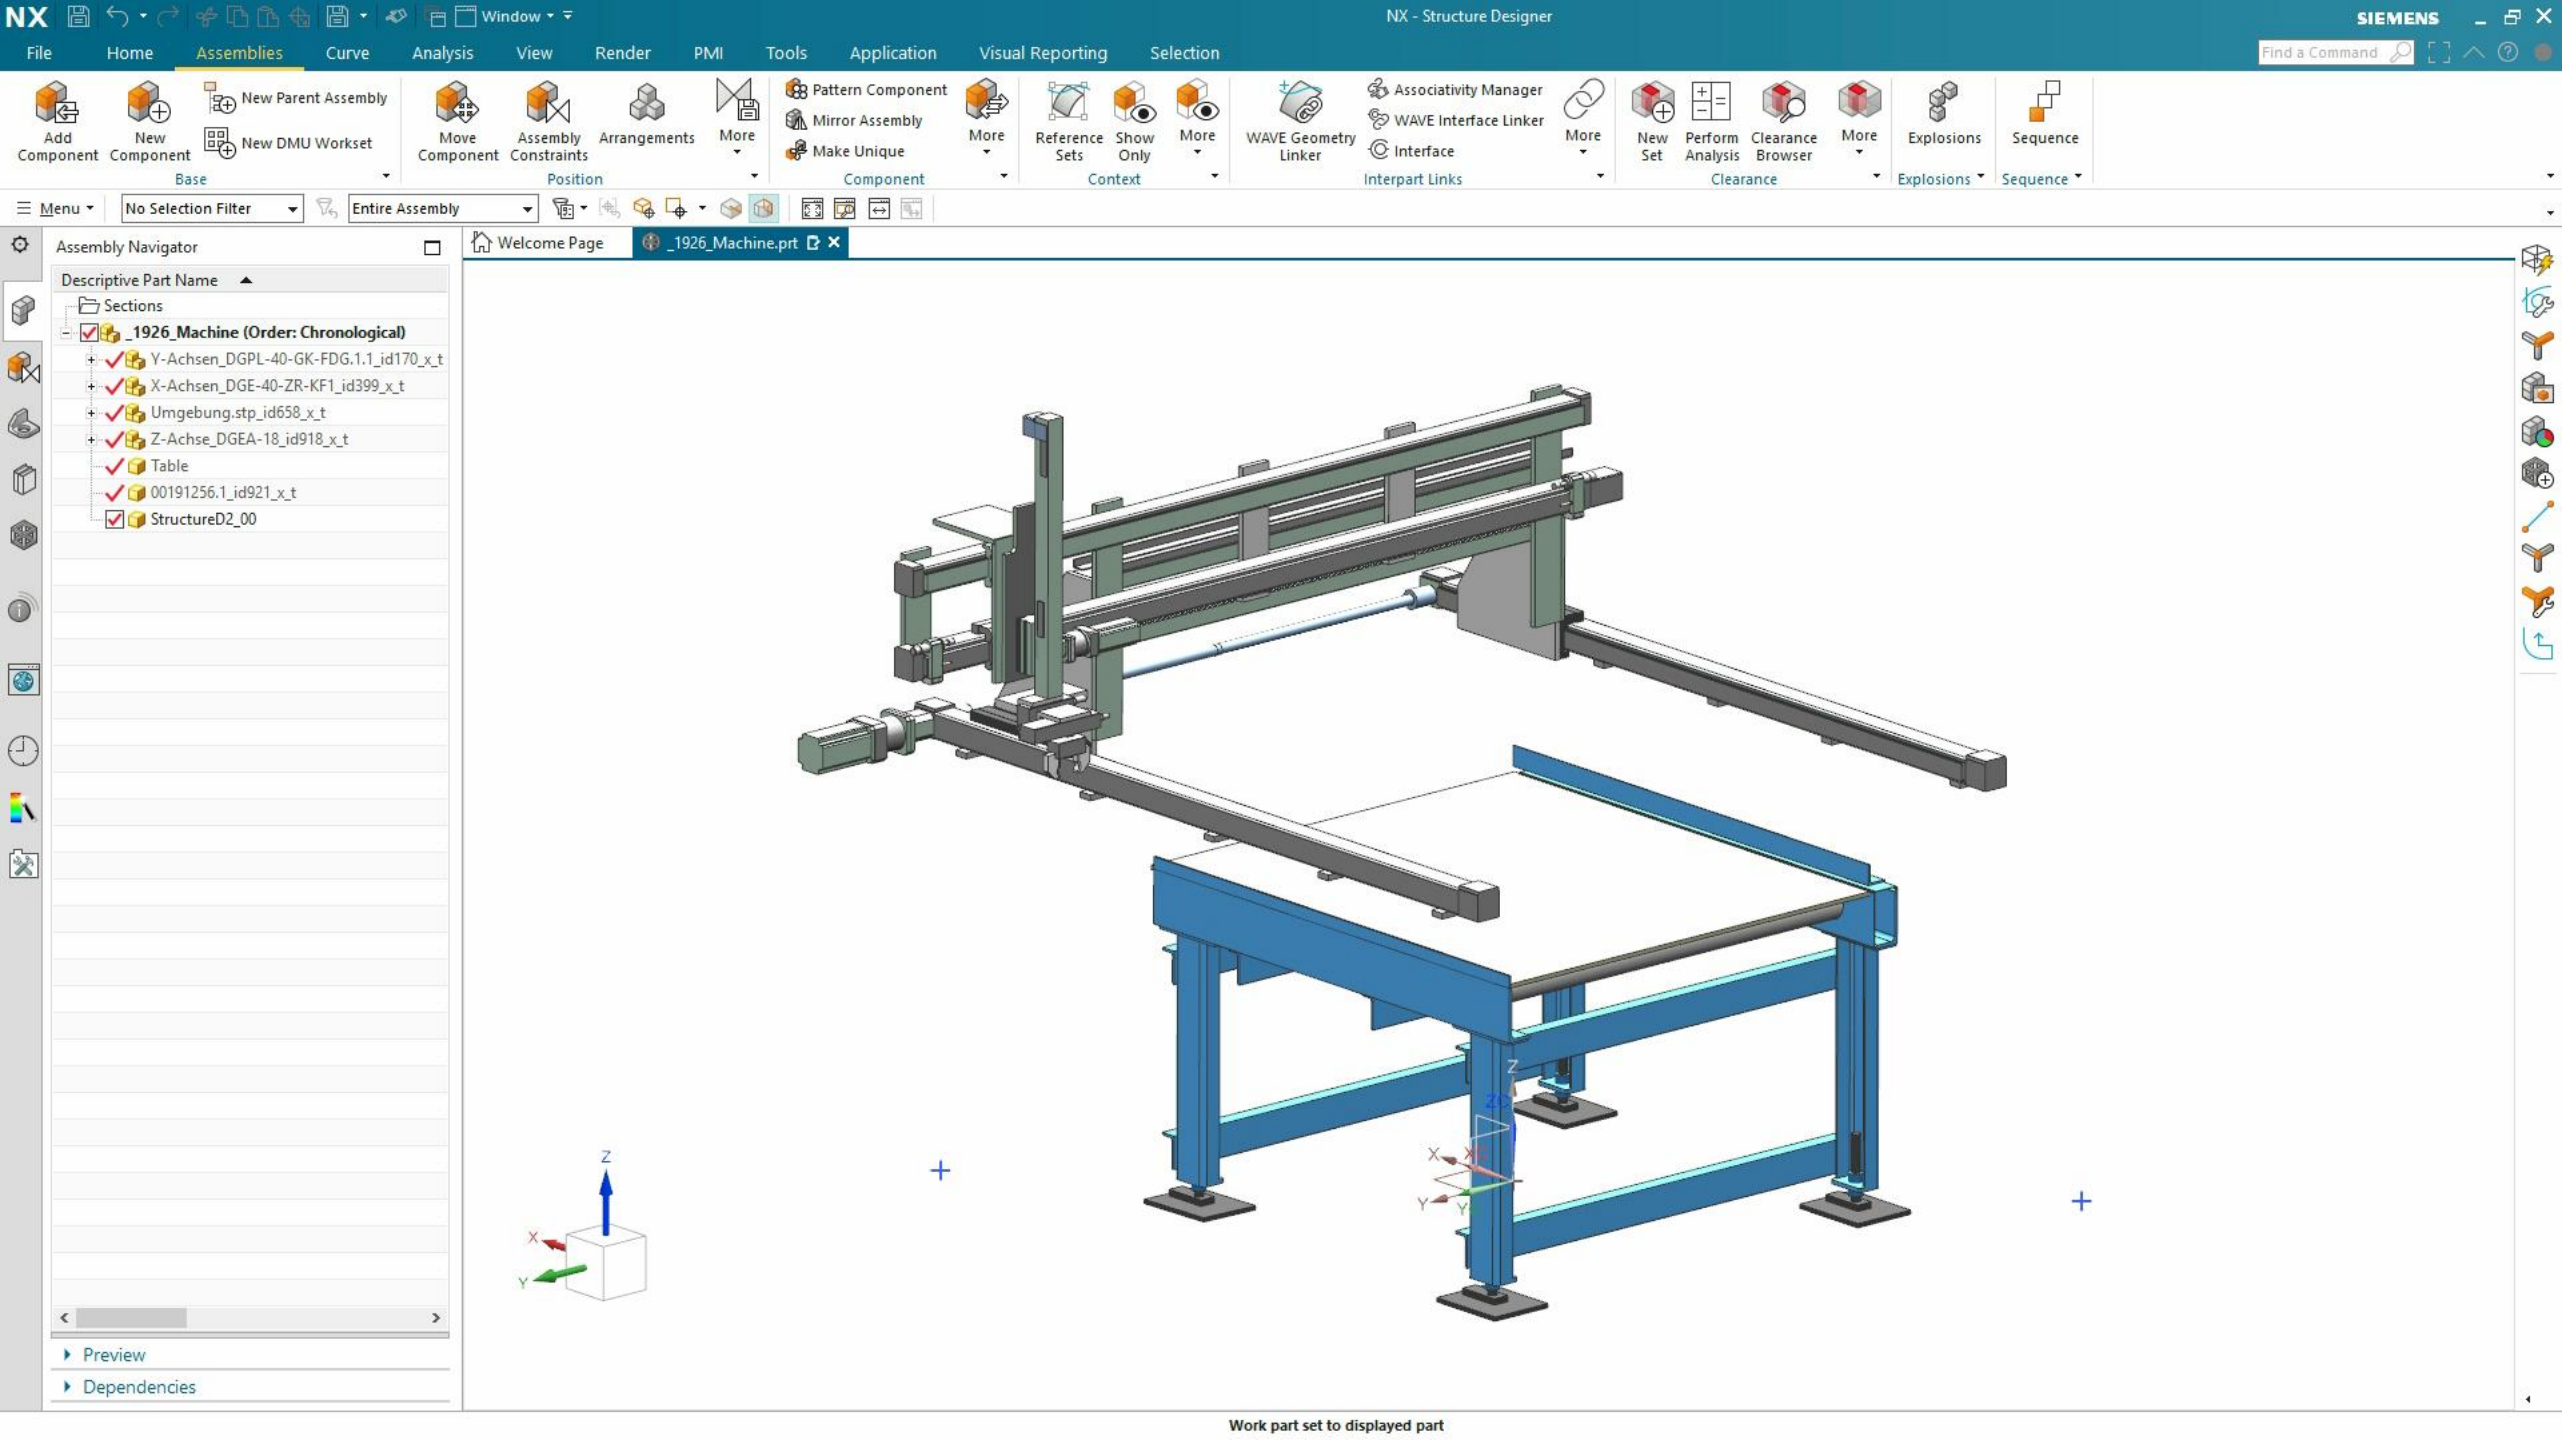 NX
Window
NX - Structure Designer
SIEMENS
File
Home
Assemblies
Curve
Analysis
View
Render
PMI
Tools
Application
Visual Reporting
Selection
Find a Command
Add Component
New Component
New Parent Assembly
New DMU Workset
Base
Move Component
Assembly Constraints
Arrangements
More
Position
Pattern Component
Mirror Assembly
Make Unique
More
Component
Reference Sets
Show Only
More
Context
WAVE Geometry Linker
Associativity Manager
WAVE Interface Linker
Interface
More
Interpart Links
New Set
Perform Analysis
Clearance Browser
More
Clearance
Explosions
Explosions
Sequence
Sequence
Menu
No Selection Filter
Entire Assembly
Assembly Navigator
Welcome Page
_1926_Machine.prt
Descriptive Part Name
Sections
_1926_Machine (Order: Chronological)
Y-Achsen_DGPL-40-GK-FDG.1.1_id170_x_t
X-Achsen_DGE-40-ZR-KF1_id399_x_t
Umgebung.stp_id658_x_t
Z-Achse_DGEA-18_id918_x_t
Table
00191256.1_id921_x_t
StructureD2_00
Z
X
Y
Z
X
Y
Preview
Dependencies
Work part set to displayed part